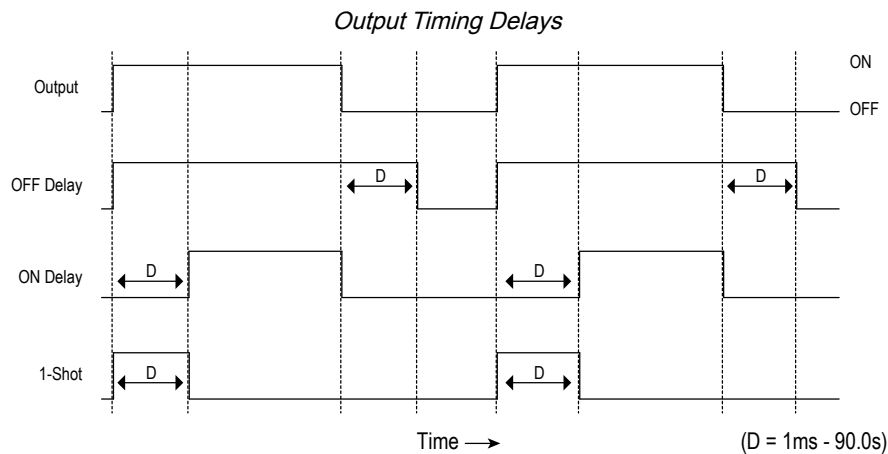 Output Timing Delays
Output
ON
OFF
OFF Delay
D
D
ON Delay
D
D
1-Shot
D
D
Time
(D = 1ms - 90.0s)